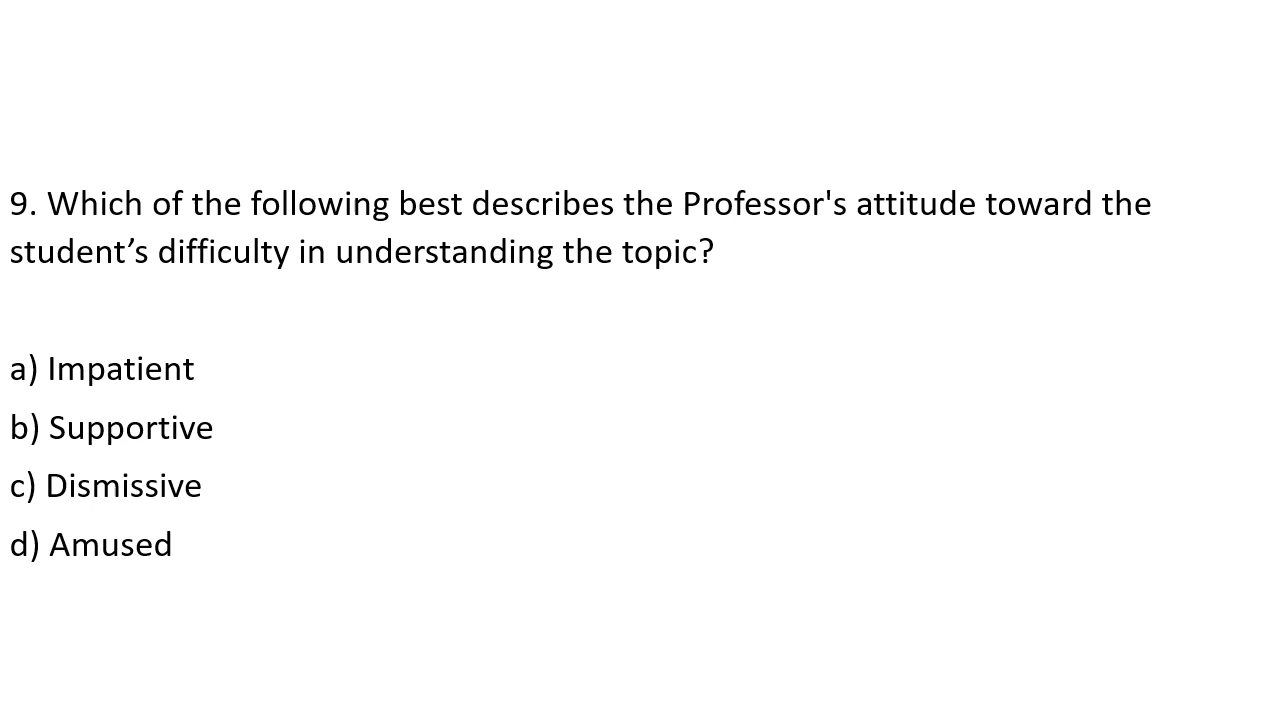 9. Which of the following best describes the Professor's attitude toward the
student’s difficulty in understanding the topic?
a) Impatient
b) Supportive
c) Dismissive
d) Amused